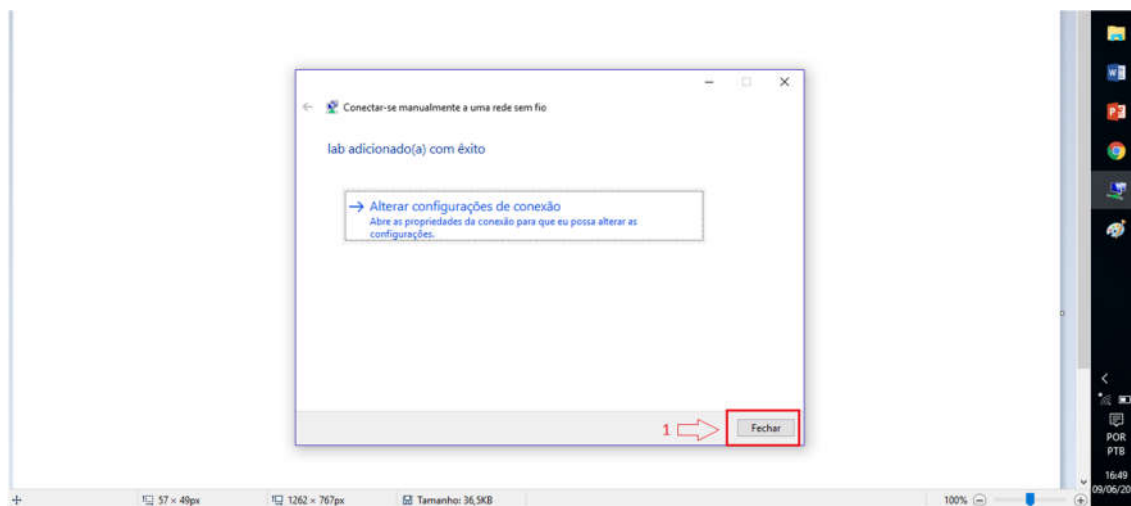 Conectar-se manualmente a uma rede sem fio
lab adicionado(a) com êxito
Alterar configurações de conexão
Abre as propriedades da conexão para que eu possa alterar as
configurações.
1
Fechar
POR
PTB
16:49
09/06/20
57 × 49px
1262 × 767px
Tamanho: 36,5KB
100%